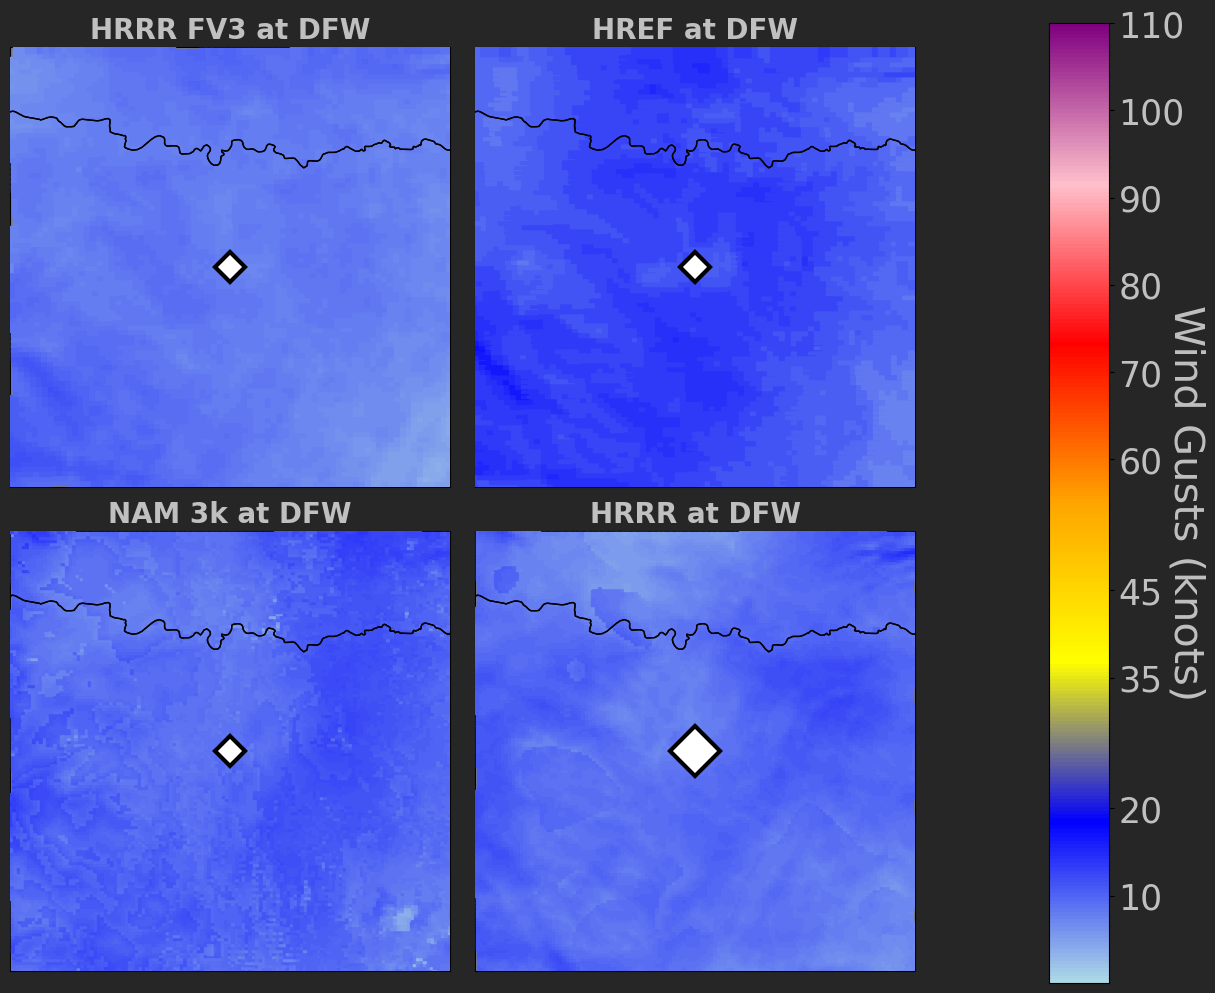 HRRR FV3 at DFW
HREF at DFW
NAM 3k at DFW
HRRR at DFW
110
100
90
80
70
60
45
35
20
10
Wind Gusts (knots)